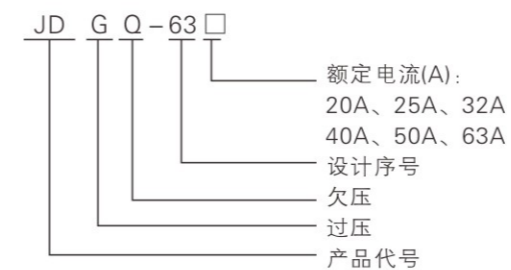 JD G Q-63□
额定电流(A):
20A、25A、32A
40A、50A、63A
设计序号
欠压
过压
产品代号